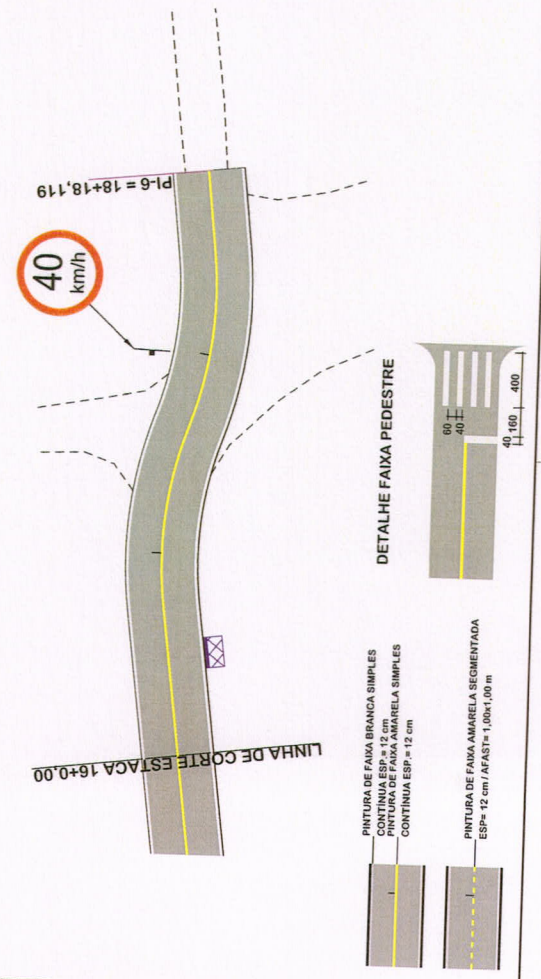 PI-6 = 18+18,119
40
km/h
LINHA DE CORTE ESTACA 16+0,00
DETALHE FAIXA PEDESTRE
60
40
40 160
400
PINTURA DE FAIXA BRANCA SIMPLES
CONTÍNUA ESP.= 12 cm
PINTURA DE FAIXA AMARELA SIMPLES
CONTÍNUA ESP.= 12 cm
PINTURA DE FAIXA AMARELA SEGMENTADA
ESP= 12 cm / AFAST= 1,00x1,00 m